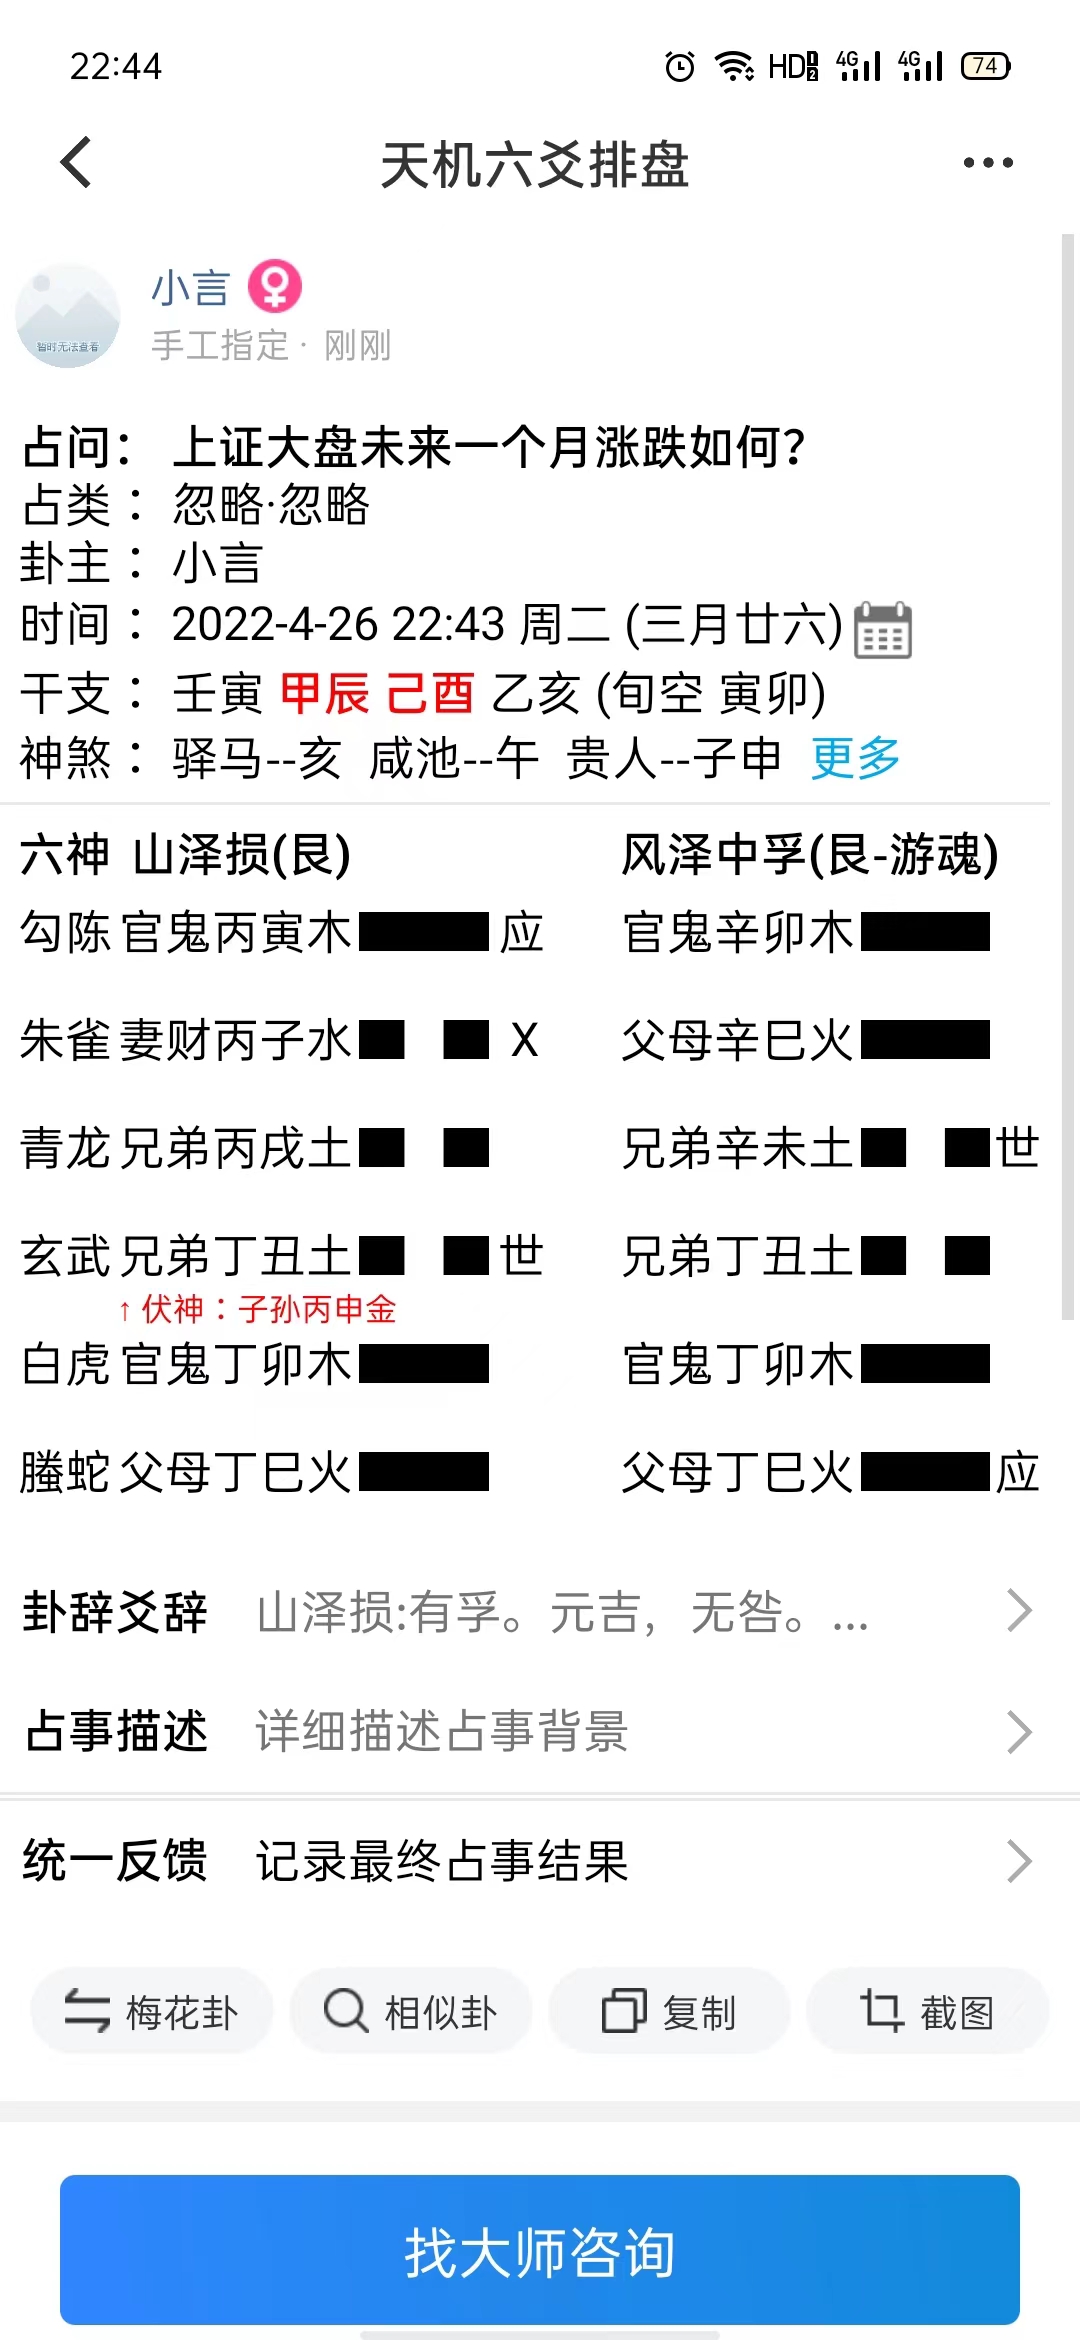 22:44
HD 1 2 4G 4G 74
天机六爻排盘
小言
暂时无法查看
手工指定· 刚刚
占问： 上证大盘未来一个月涨跌如何？
占类： 忽略·忽略
卦主： 小言
时间： 2022-4-26 22:43 周二 (三月廿六)
干支： 壬寅 甲辰 己酉 乙亥 (旬空 寅卯)
神煞： 驿马--亥 咸池--午 贵人--子申 更多
六神 山泽损(艮) 风泽中孚(艮-游魂)
勾陈 官鬼丙寅木 应 官鬼辛卯木
朱雀 妻财丙子水 X 父母辛巳火
青龙 兄弟丙戌土 兄弟辛未土 世
玄武 兄弟丁丑土 世 兄弟丁丑土
↑ 伏神：子孙丙申金
白虎 官鬼丁卯木 官鬼丁卯木
螣蛇 父母丁巳火 父母丁巳火 应
卦辞爻辞 山泽损:有孚。元吉，无咎。...
占事描述 详细描述占事背景
统一反馈 记录最终占事结果
梅花卦 相似卦 复制 截图
找大师咨询